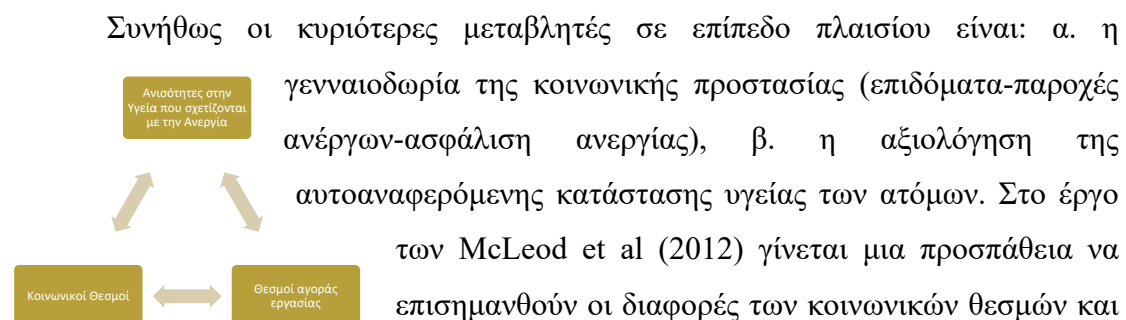 Συνήθως οι κυριότερες μεταβλητές σε επίπεδο πλαισίου είναι: α. η
γενναιοδωρία της κοινωνικής προστασίας (επιδόματα-παροχές
ανέργων-ασφάλιση ανεργίας), β. η αξιολόγηση της
αυτοαναφερόμενης κατάστασης υγείας των ατόμων. Στο έργο
των McLeod et al (2012) γίνεται μια προσπάθεια να
επισημανθούν οι διαφορές των κοινωνικών θεσμών και
Ανισότητες στην
Υγεία που σχετίζονται
με την Ανεργία
Κοινωνικοί Θεσμοί
Θεσμοί αγοράς
εργασίας